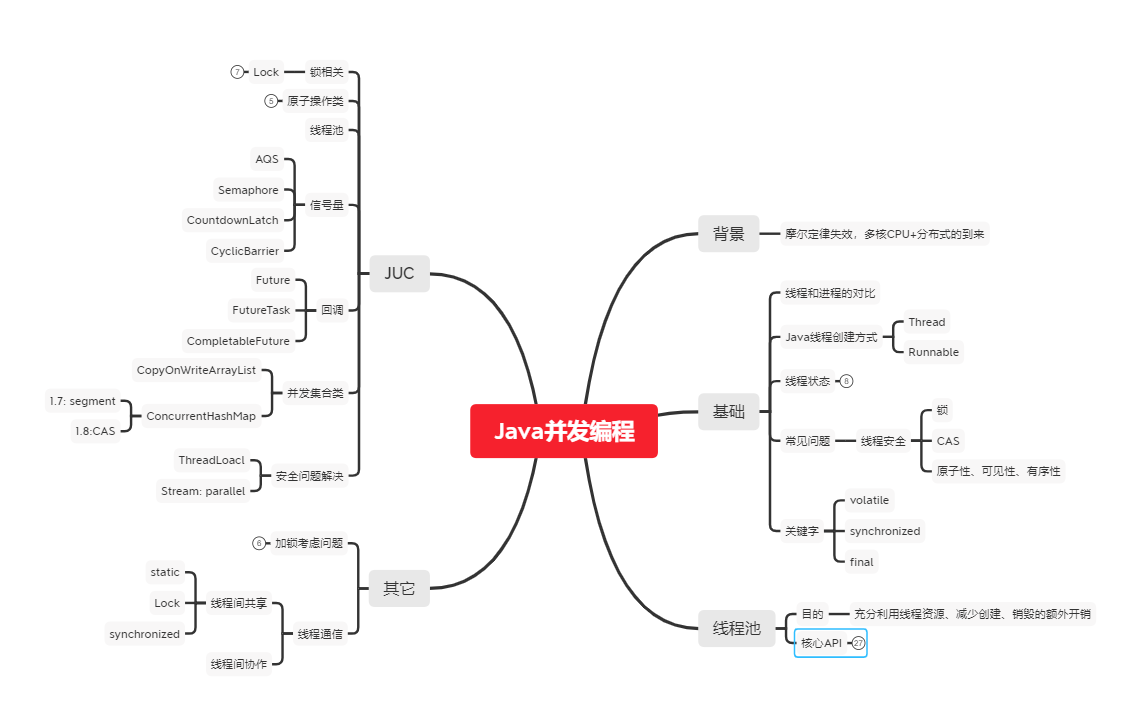 Java并发编程
背景
摩尔定律失效，多核CPU+分布式的到来
基础
线程和进程的对比
Java线程创建方式
Thread
Runnable
线程状态
8
常见问题
线程安全
锁
CAS
原子性、可见性、有序性
关键字
volatile
synchronized
final
线程池
目的
充分利用线程资源、减少创建、销毁的额外开销
核心API
27
JUC
锁相关
Lock
7
原子操作类
5
线程池
信号量
AQS
Semaphore
CountdownLatch
CyclicBarrier
回调
Future
FutureTask
CompletableFuture
并发集合类
CopyOnWriteArrayList
ConcurrentHashMap
1.7: segment
1.8:CAS
安全问题解决
ThreadLoacl
Stream: parallel
其它
加锁考虑问题
6
线程通信
线程间共享
static
Lock
synchronized
线程间协作